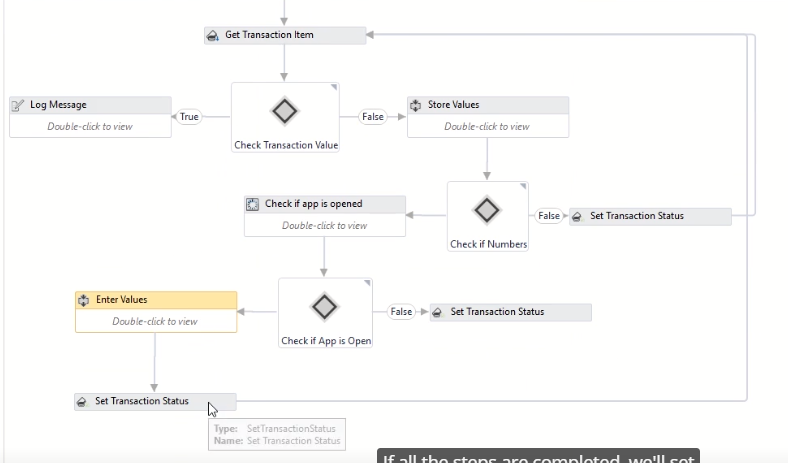 Get Transaction Item
Log Message
Double-click to view
True
Check Transaction Value
False
Store Values
Double-click to view
Check if app is opened
Double-click to view
Check if Numbers
False
Set Transaction Status
Enter Values
Double-click to view
Check if App is Open
False
Set Transaction Status
Set Transaction Status
Type: SetTransactionStatus
Name: Set Transaction Status
If all the steps are completed, we'll set